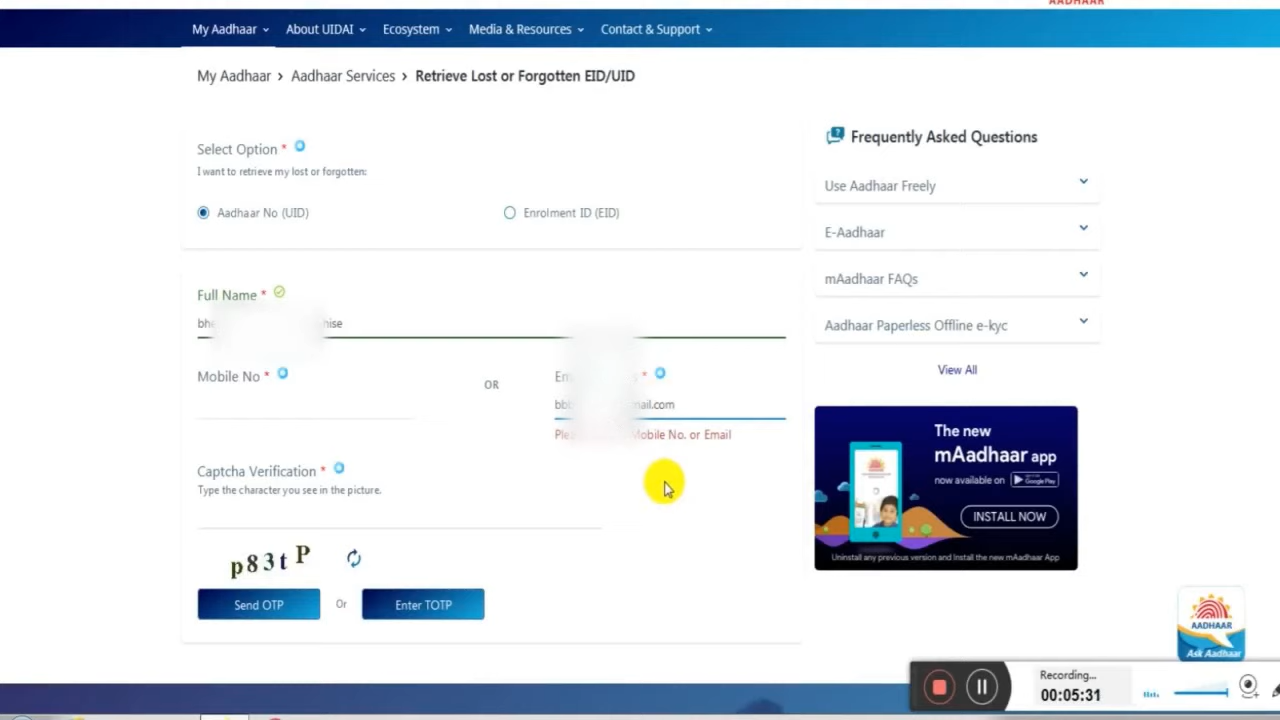 AADHAAR
My Aadhaar About UIDAI Ecosystem Media & Resources Contact & Support
My Aadhaar › Aadhaar Services › Retrieve Lost or Forgotten EID/UID
Select Option *
I want to retrieve my lost or forgotten:
Aadhaar No (UID) Enrolment ID (EID)
Full Name *
Mobile No *
OR
*
Mobile No. or Email
Captcha Verification *
Type the character you see in the picture.
p83tP
Send OTP Or Enter TOTP
Frequently Asked Questions
Use Aadhaar Freely
E-Aadhaar
mAadhaar FAQs
Aadhaar Paperless Offline e-kyc
View All
The new
mAadhaar app
now available on Google Play
INSTALL NOW
Uninstall any previous version and Install the new mAadhaar App
AADHAAR
Ask Aadhaar
Recording...
00:05:31